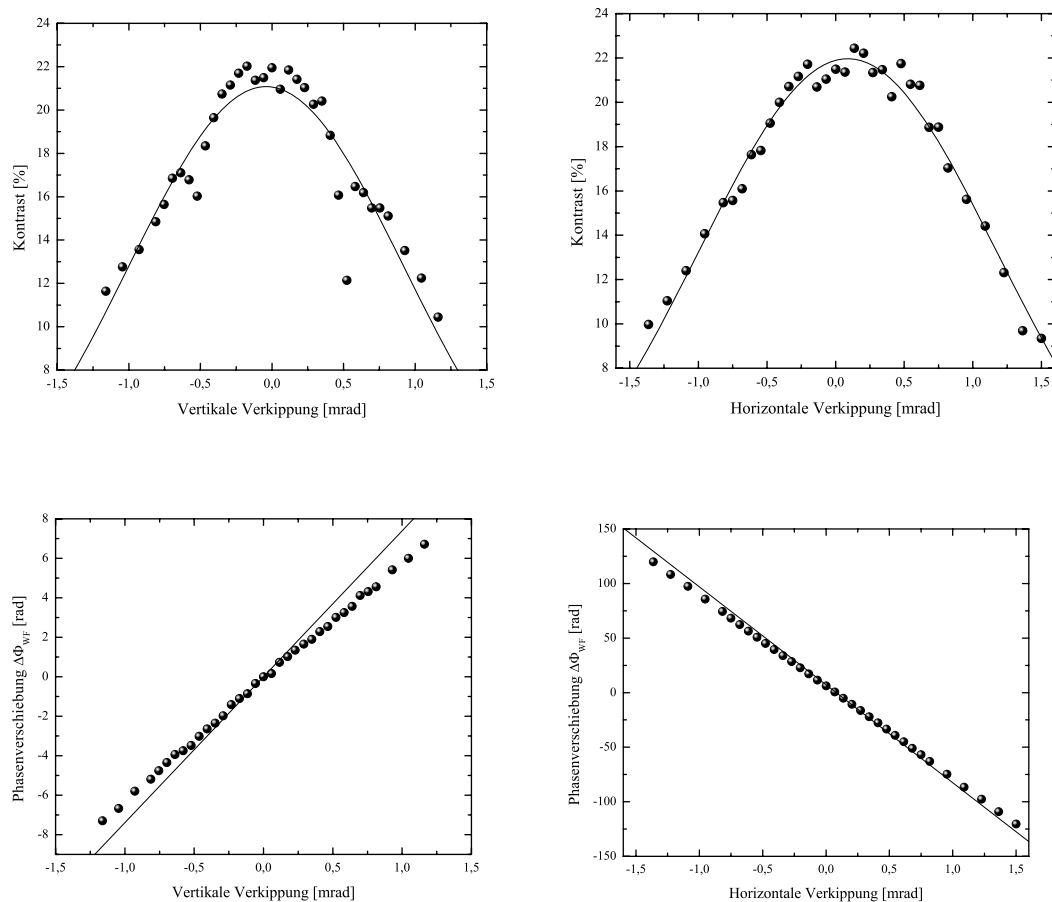 24
22
20
18
16
14
12
10
8
Kontrast [%]
-1,5 -1,0 -0,5 0,0 0,5 1,0 1,5
Vertikale Verkippung [mrad]
24
22
20
18
16
14
12
10
8
Kontrast [%]
-1,5 -1,0 -0,5 0,0 0,5 1,0 1,5
Horizontale Verkippung [mrad]
8
6
4
2
0
-2
-4
-6
-8
Phasenverschiebung ΔΦWF [rad]
-1,5 -1,0 -0,5 0,0 0,5 1,0 1,5
Vertikale Verkippung [mrad]
150
100
50
0
-50
-100
-150
Phasenverschiebung ΔΦWF [rad]
-1,5 -1,0 -0,5 0,0 0,5 1,0 1,5
Horizontale Verkippung [mrad]